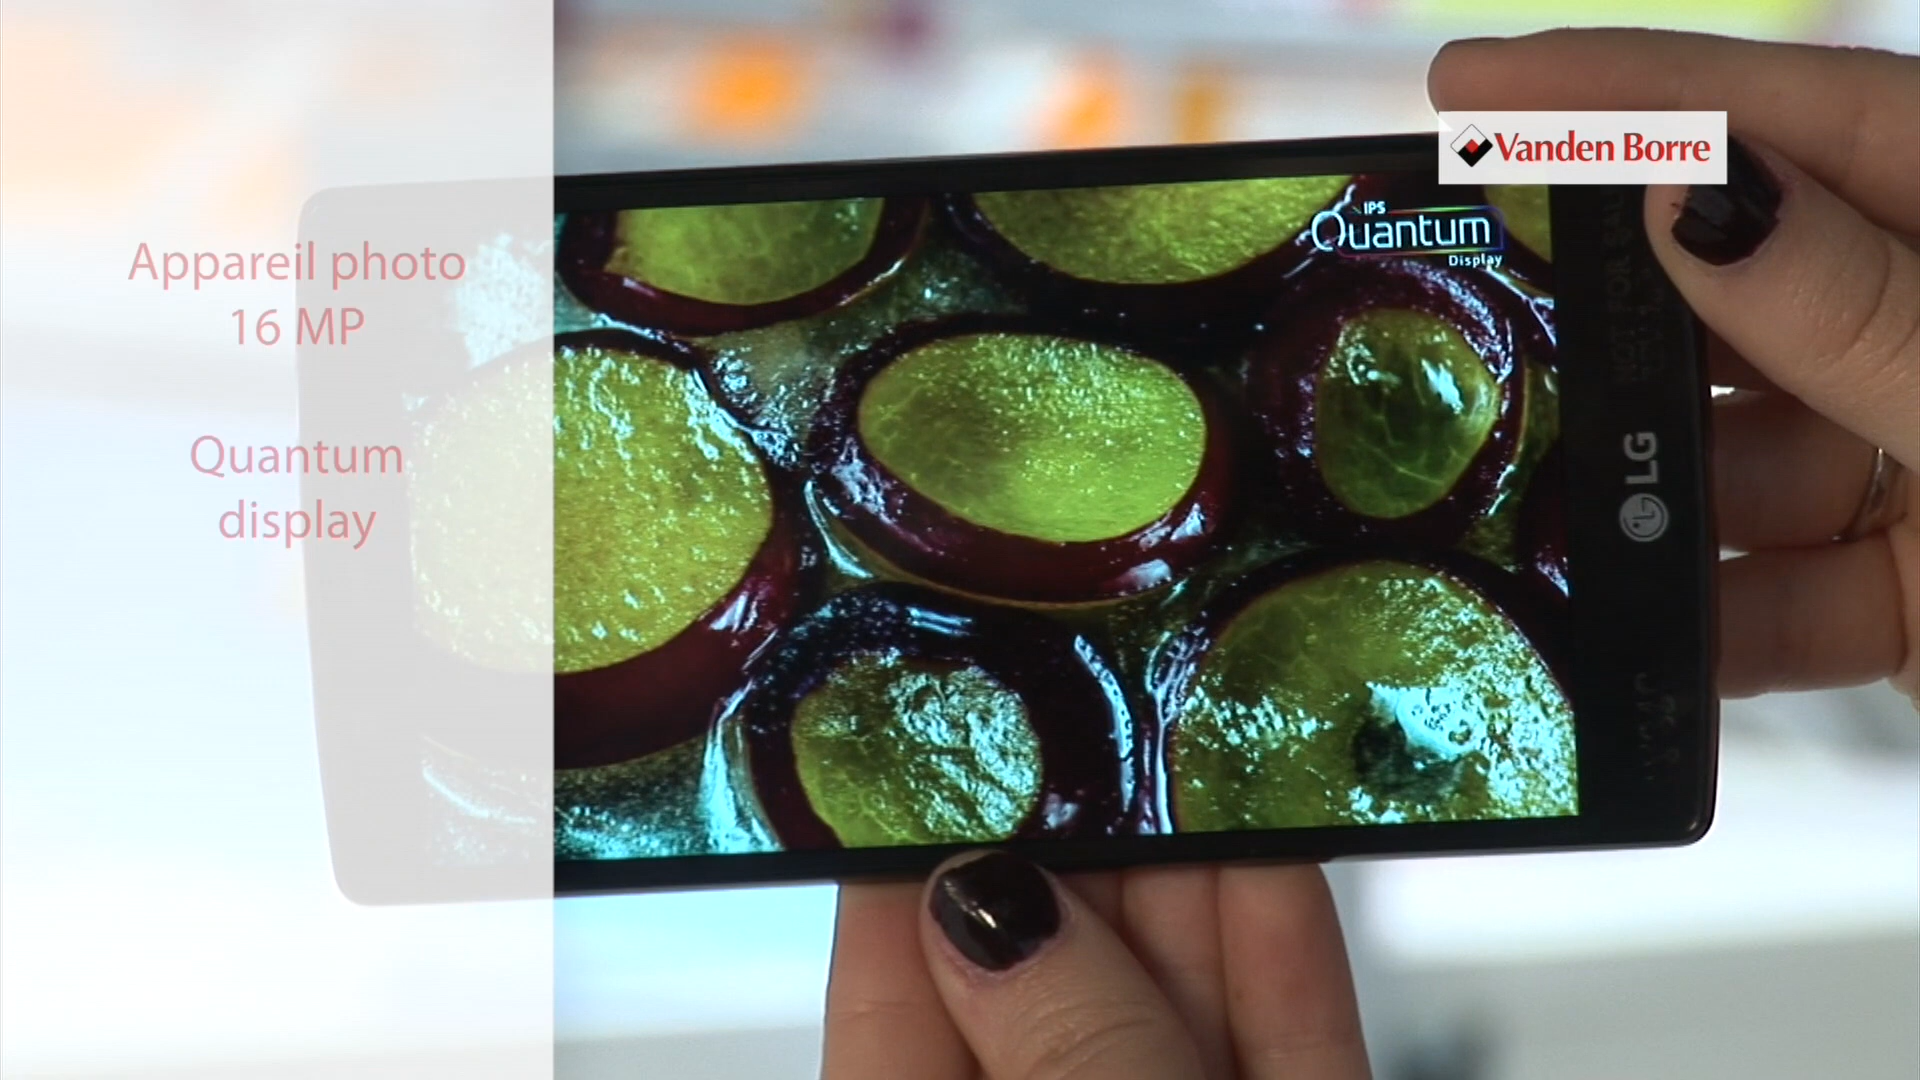 Appareil photo
16 MP
Quantum
display
Vanden Borre
IPS
Quantum
Display
LG